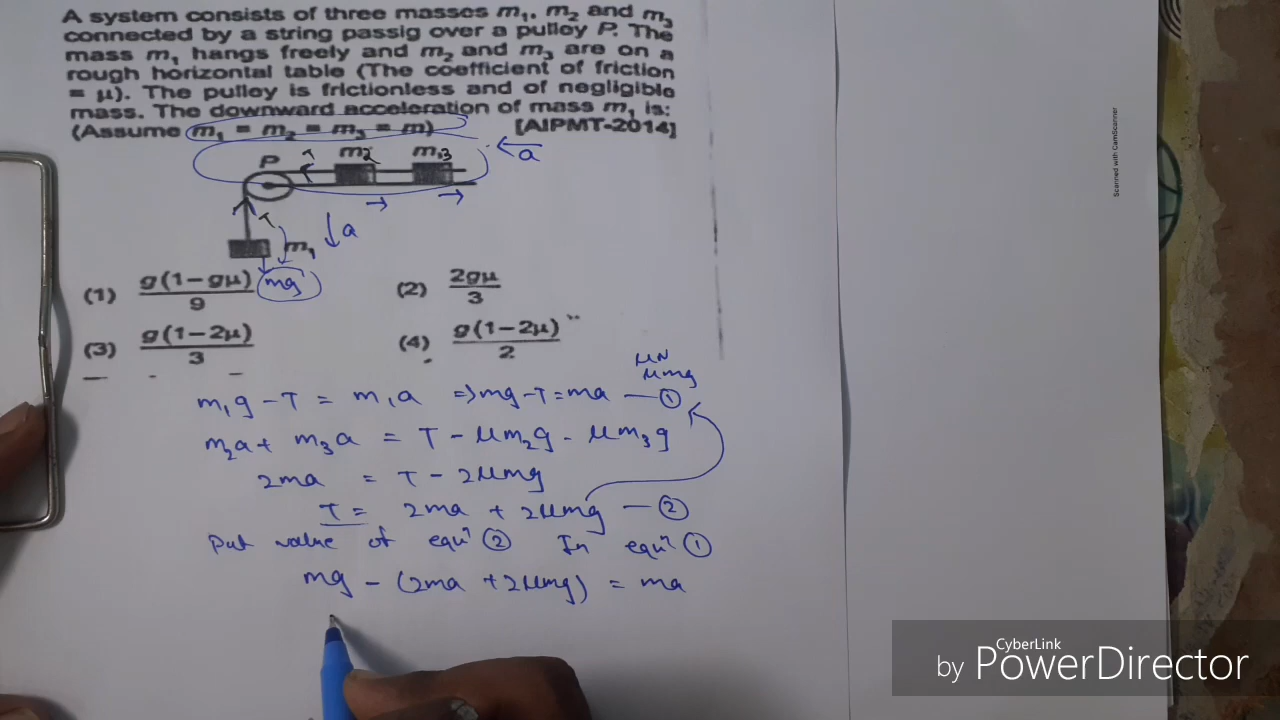 A system consists of three masses m₁, m₂ and m₃
connected by a string passig over a pulley P. The
mass m₁ hangs freely and m₂ and m₃ are on a
rough horizontal table (The coefficient of friction
= μ). The pulley is frictionless and of negligible
mass. The downward acceleration of mass m₁ is:
(Assume m₁ = m₂ = m₃ = m) [AIPMT-2014]
P T m₂ m₃ a
T m₁ a
mg
(1) g(1−gμ)/9 (2) 2gμ/3
(3) g(1−2μ)/3 (4) g(1−2μ)/2
μN
μmg
m₁g − T = m₁a ⇒ mg − T = ma — ①
m₂a + m₃a = T − μm₂g − μm₃g
2ma = T − 2μmg
T = 2ma + 2μmg — ②
Put value of equⁿ ② In equⁿ ①
mg − (2ma + 2μmg) = ma
Scanned with CamScanner
CyberLink
by PowerDirector